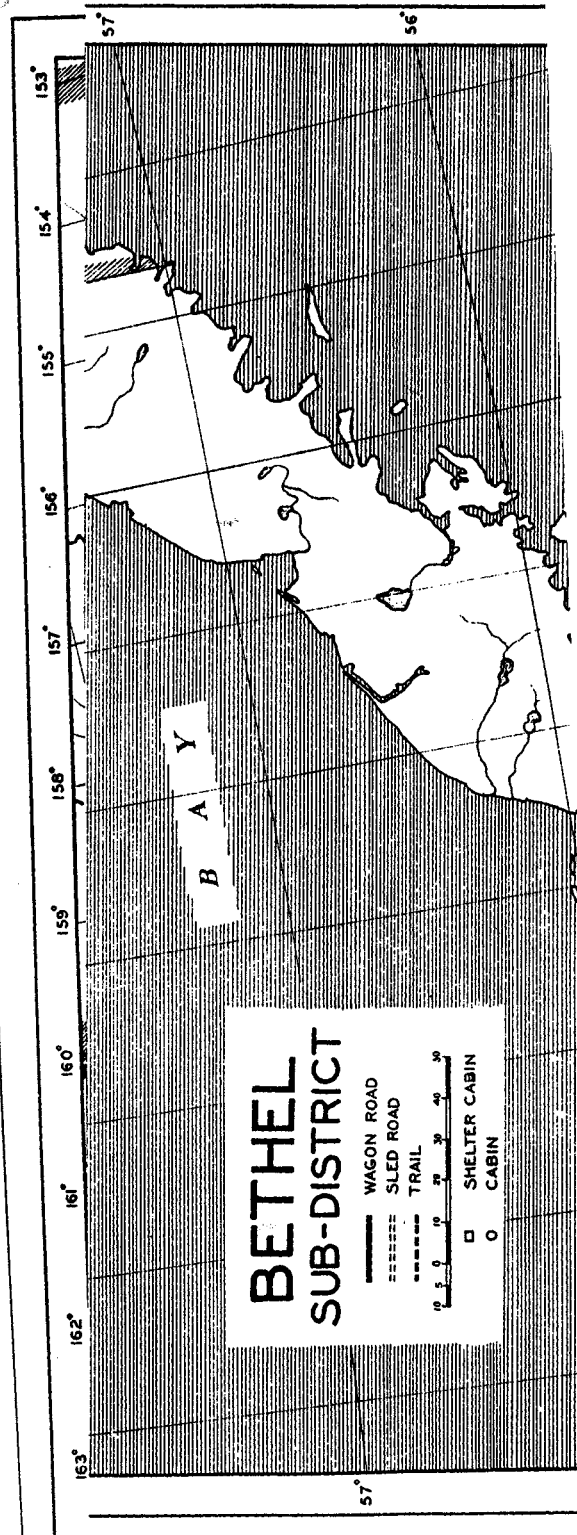 153°
154°
155°
156°
157°
158°
159°
160°
161°
162°
163°
57°
56°
57°
B A Y
BETHEL
SUB-DISTRICT
WAGON ROAD
SLED ROAD
TRAIL
10 5 0 10 20 30 40 50
SHELTER CABIN
CABIN